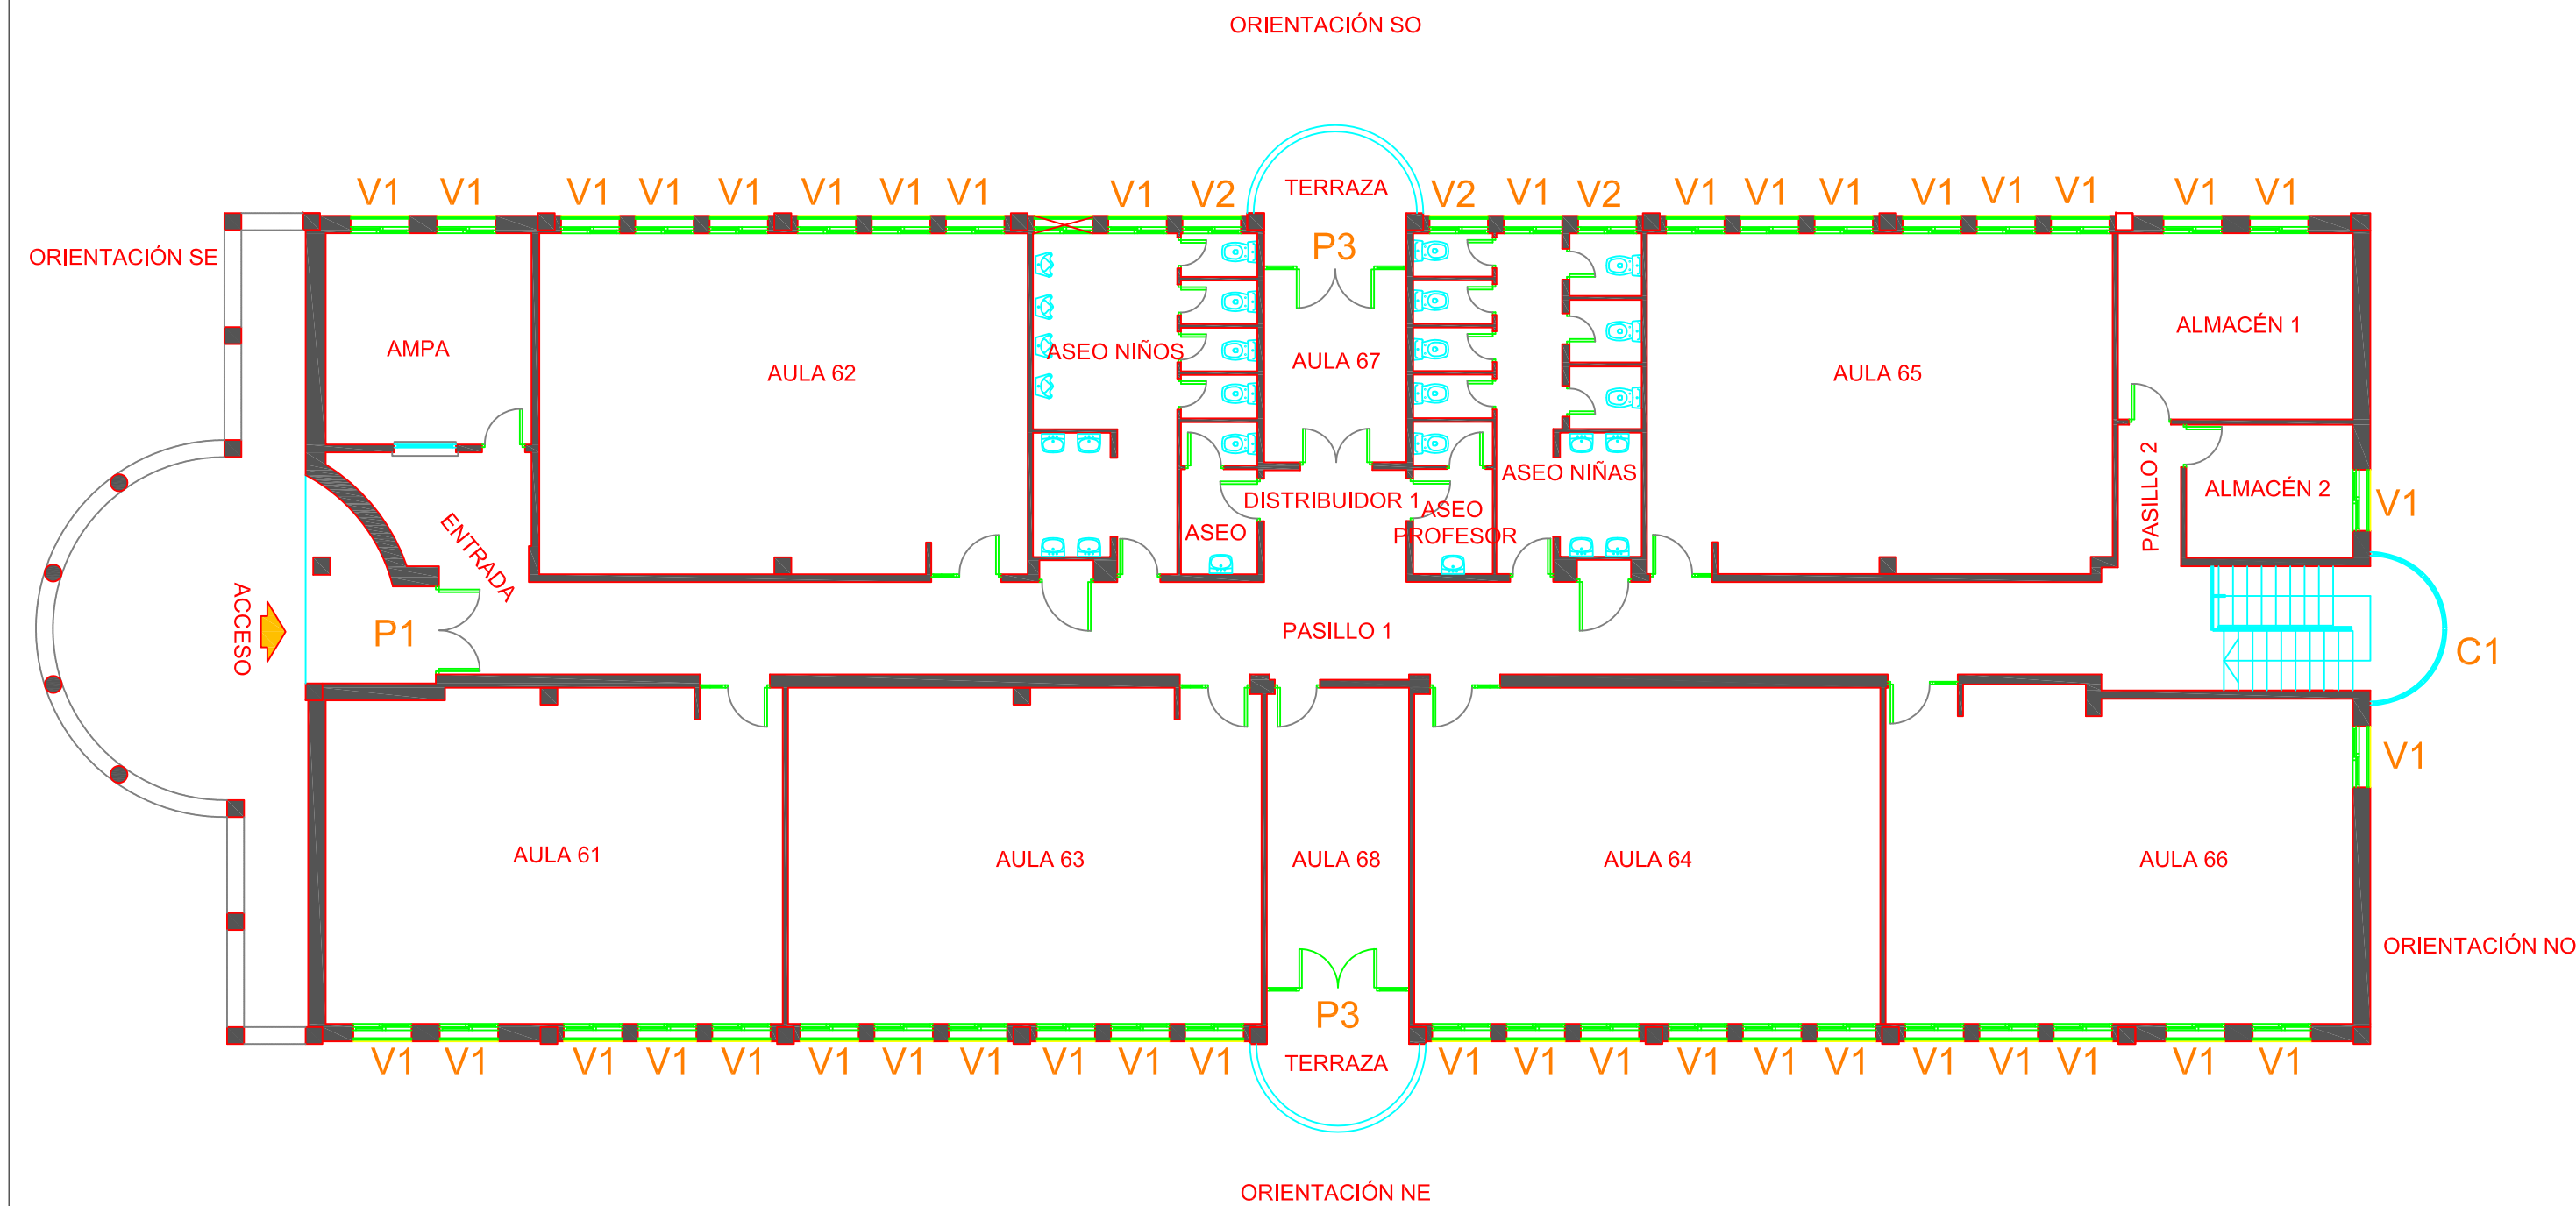 ORIENTACIÓN SO
V1 V1 V1 V1 V1 V1 V1 V1 V1 V2 V2 V1 V2 V1 V1 V1 V1 V1 V1 V1 V1
TERRAZA
P3
ORIENTACIÓN SE
AMPA
AULA 62
ASEO NIÑOS
AULA 67
AULA 65
ALMACÉN 1
ENTRADA
ASEO
DISTRIBUIDOR 1
ASEO
PROFESOR
ASEO NIÑAS
PASILLO 2
ALMACÉN 2
V1
ACCESO
P1
PASILLO 1
C1
V1
AULA 61
AULA 63
AULA 68
AULA 64
AULA 66
ORIENTACIÓN NO
P3
V1 V1 V1 V1 V1 V1 V1 V1 V1 V1 V1 V1 V1 V1 V1 V1 V1 V1 V1 V1 V1 V1
TERRAZA
ORIENTACIÓN NE